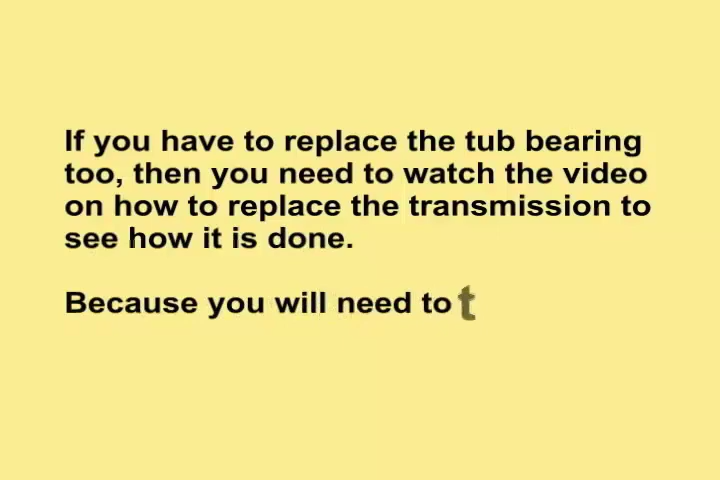 If you have to replace the tub bearing
too, then you need to watch the video
on how to replace the transmission to
see how it is done.
Because you will need to t